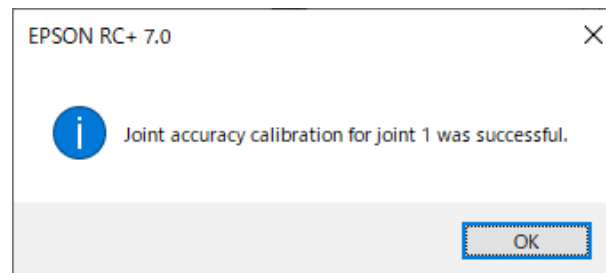 EPSON RC+ 7.0
Joint accuracy calibration for joint 1 was successful.
OK